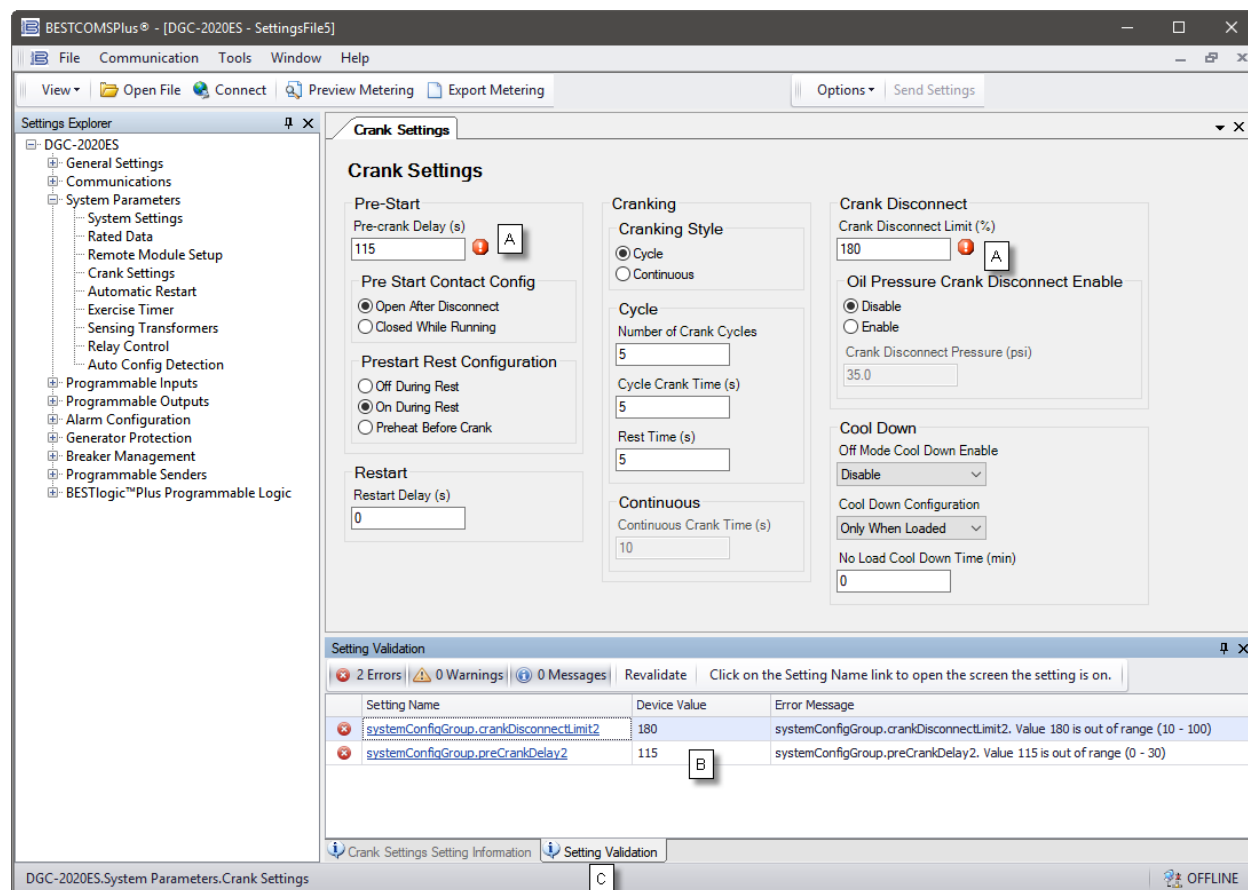 BESTCOMSPlus® - [DGC-2020ES - SettingsFile5]
File Communication Tools Window Help
View Open File Connect Preview Metering Export Metering Options Send Settings
Settings Explorer
DGC-2020ES
General Settings
Communications
System Parameters
System Settings
Rated Data
Remote Module Setup
Crank Settings
Automatic Restart
Exercise Timer
Sensing Transformers
Relay Control
Auto Config Detection
Programmable Inputs
Programmable Outputs
Alarm Configuration
Generator Protection
Breaker Management
Programmable Senders
BESTlogic™Plus Programmable Logic
Crank Settings
Crank Settings
Pre-Start
Pre-crank Delay (s)
115
A
Pre Start Contact Config
Open After Disconnect
Closed While Running
Prestart Rest Configuration
Off During Rest
On During Rest
Preheat Before Crank
Restart
Restart Delay (s)
0
Cranking
Cranking Style
Cycle
Continuous
Cycle
Number of Crank Cycles
5
Cycle Crank Time (s)
5
Rest Time (s)
5
Continuous
Continuous Crank Time (s)
10
Crank Disconnect
Crank Disconnect Limit (%)
180
A
Oil Pressure Crank Disconnect Enable
Disable
Enable
Crank Disconnect Pressure (psi)
35.0
Cool Down
Off Mode Cool Down Enable
Disable
Cool Down Configuration
Only When Loaded
No Load Cool Down Time (min)
0
Setting Validation
2 Errors 0 Warnings 0 Messages Revalidate Click on the Setting Name link to open the screen the setting is on.
Setting Name Device Value Error Message
systemConfigGroup.crankDisconnectLimit2 180 systemConfigGroup.crankDisconnectLimit2. Value 180 is out of range (10 - 100)
systemConfigGroup.preCrankDelay2 115 systemConfigGroup.preCrankDelay2. Value 115 is out of range (0 - 30)
B
Crank Settings Setting Information Setting Validation
DGC-2020ES.System Parameters.Crank Settings C OFFLINE